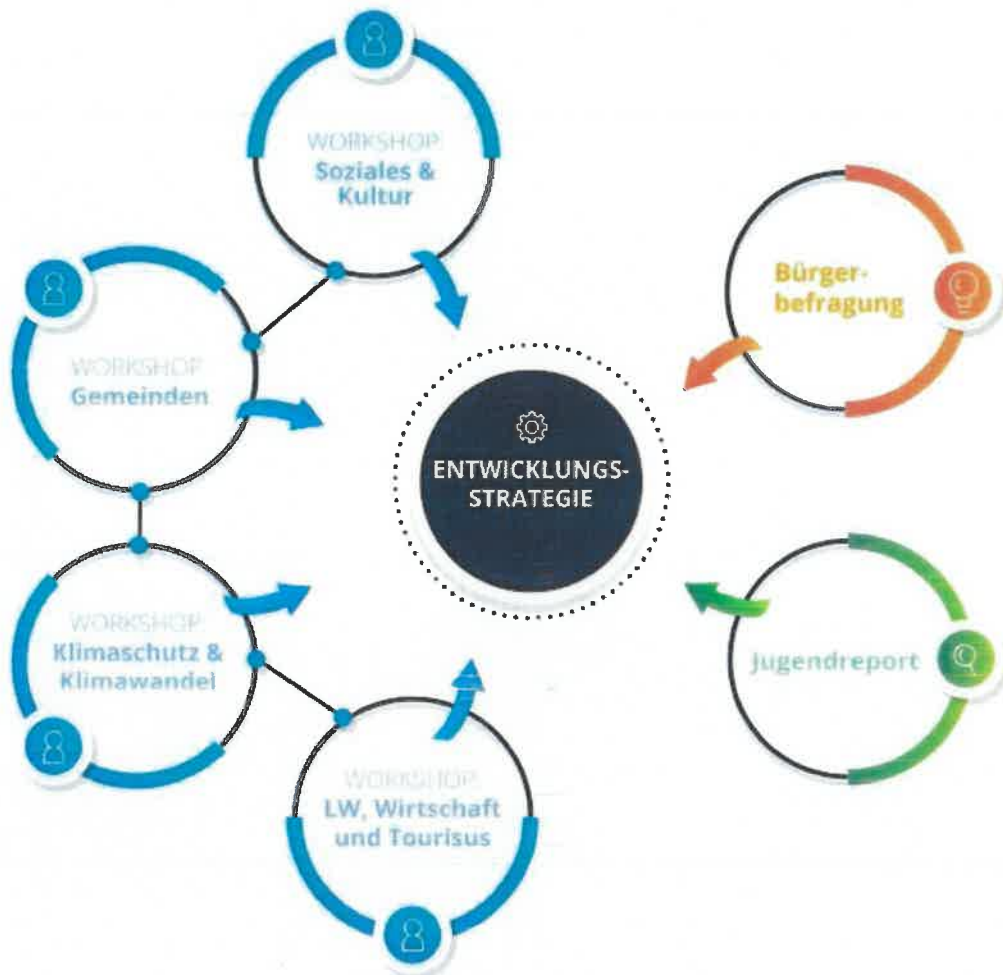 WORKSHOP:
Soziales &
Kultur
WORKSHOP:
Gemeinden
WORKSHOP:
Klimaschutz &
Klimawandel
WORKSHOP:
LW, Wirtschaft
und Tourisus
ENTWICKLUNGS-
STRATEGIE
Bürger-
befragung
Jugendreport